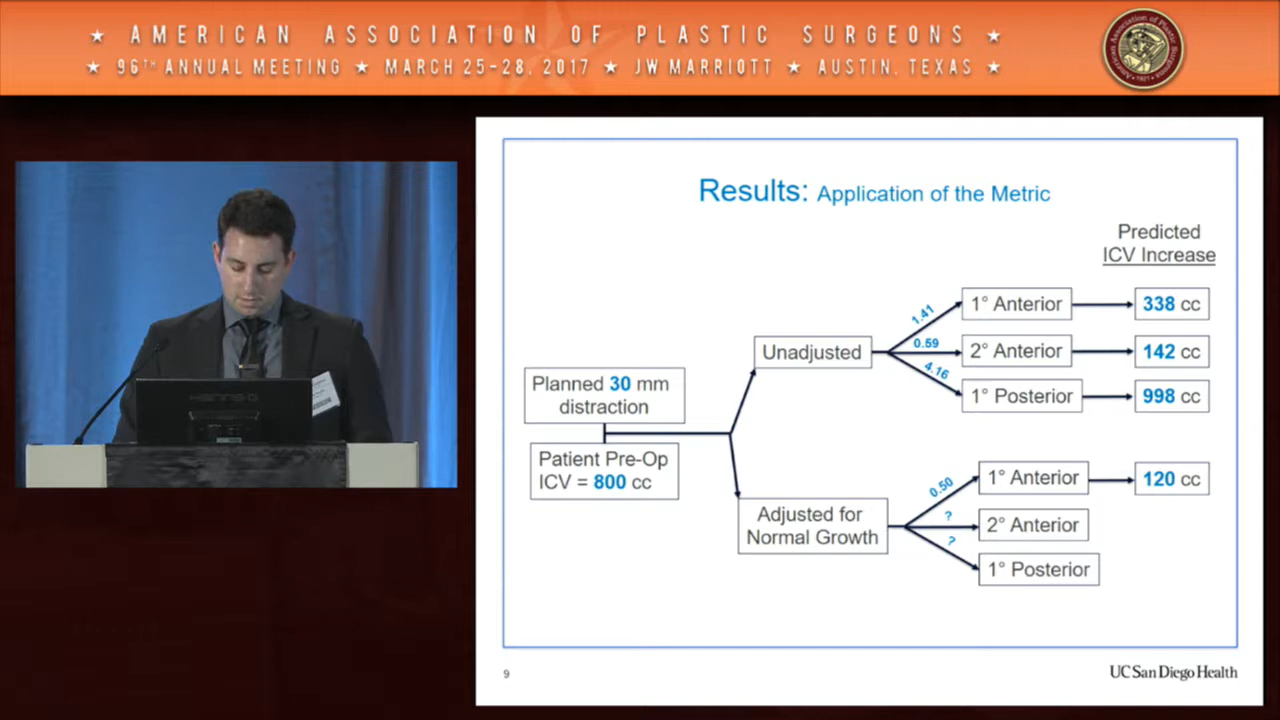 ★ AMERICAN ASSOCIATION OF PLASTIC SURGEONS ★
★ 96TH ANNUAL MEETING ★ MARCH 25-28, 2017 ★ JW MARRIOTT ★ AUSTIN, TEXAS ★
Results: Application of the Metric
Predicted
ICV Increase
Planned 30 mm
distraction
Patient Pre-Op
ICV = 800 cc
Unadjusted
1.41
1° Anterior
338 cc
0.59
2° Anterior
142 cc
4.16
1° Posterior
998 cc
Adjusted for
Normal Growth
0.50
1° Anterior
120 cc
?
2° Anterior
?
1° Posterior
9
UC San Diego Health